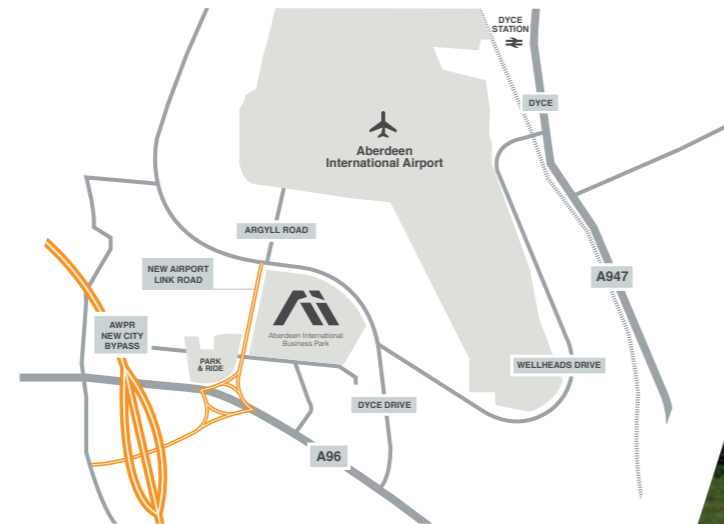 DYCE
STATION
DYCE
Aberdeen
International Airport
ARGYLL ROAD
NEW AIRPORT
LINK ROAD
A947
Aberdeen International
Business Park
AWPR
NEW CITY
BYPASS
PARK
& RIDE
WELLHEADS DRIVE
DYCE DRIVE
A96